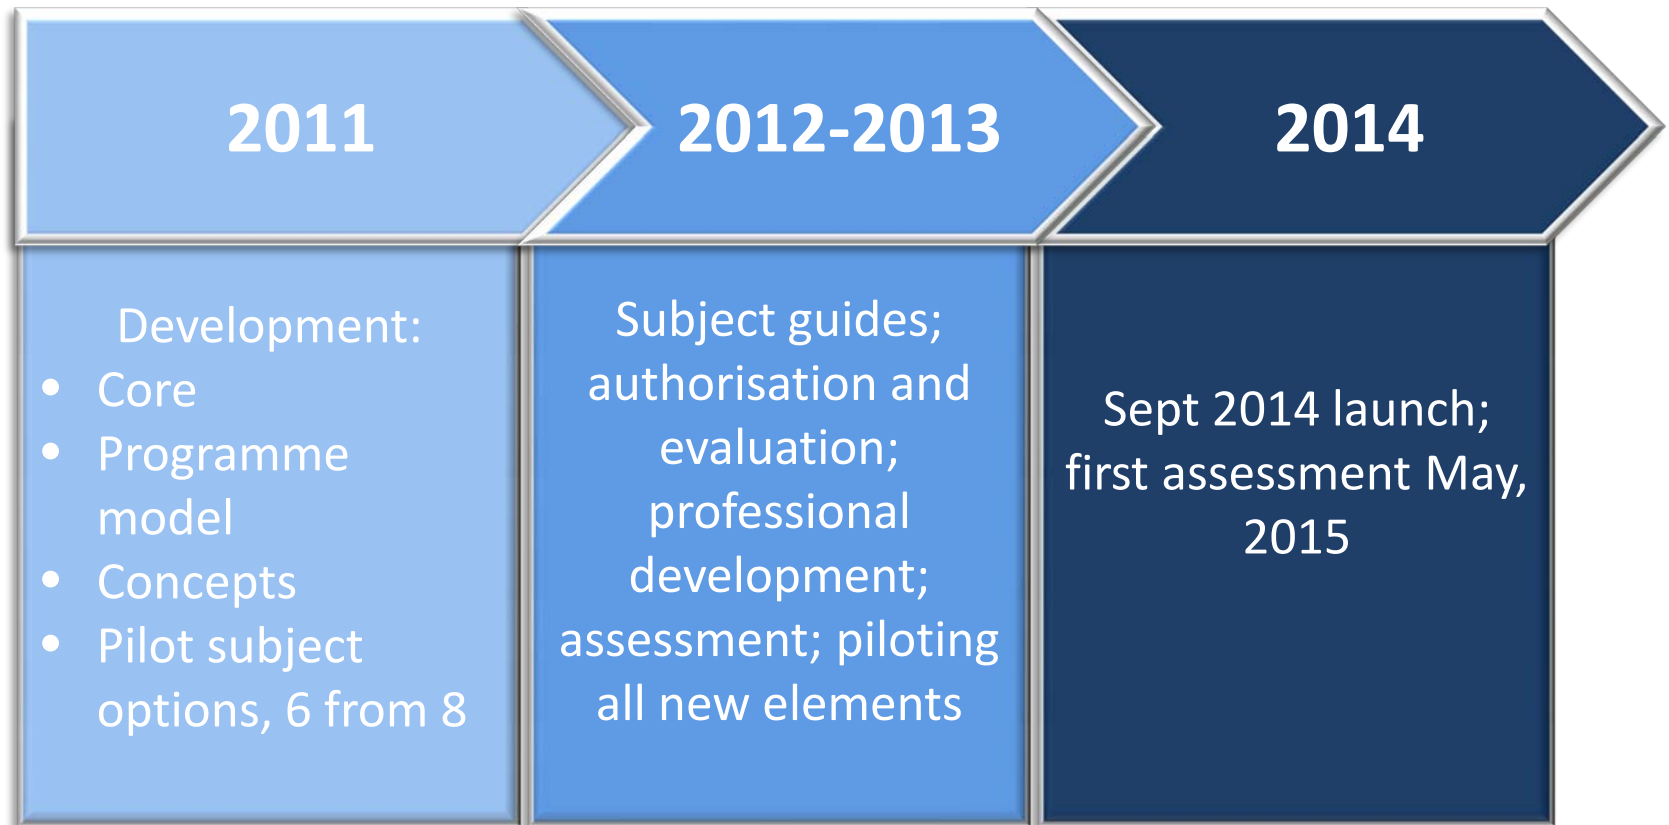 2011
2012-2013
2014
Development:
• Core
• Programme
model
• Concepts
• Pilot subject
options, 6 from 8
Subject guides;
authorisation and
evaluation;
professional
development;
assessment; piloting
all new elements
Sept 2014 launch;
first assessment May,
2015